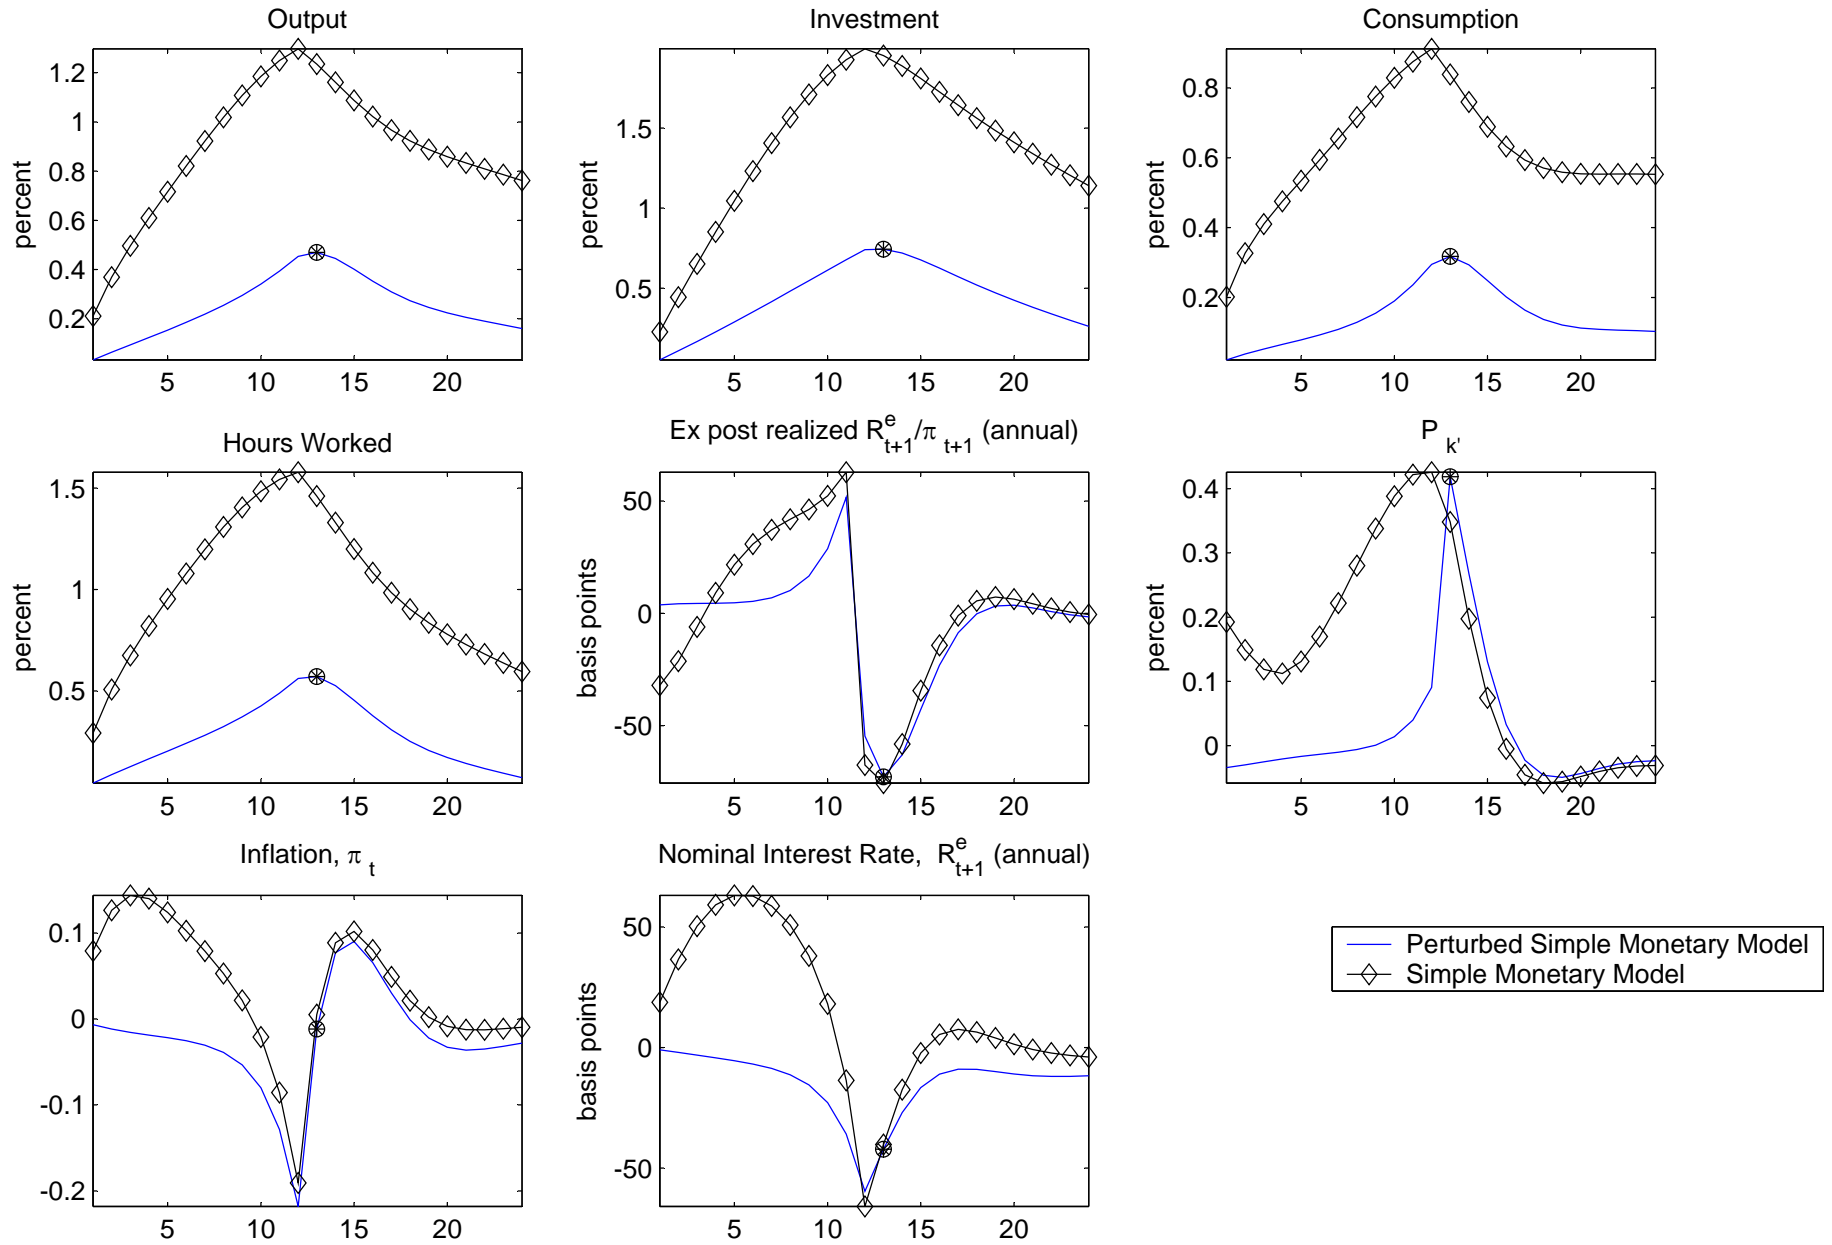 Output
percent
1.2
1
0.8
0.6
0.4
0.2
5 10 15 20
Investment
percent
1.5
1
0.5
5 10 15 20
Consumption
percent
0.8
0.6
0.4
0.2
5 10 15 20
Hours Worked
percent
1.5
1
0.5
5 10 15 20
Ex post realized R^e_{t+1}/π_{t+1} (annual)
basis points
50
0
-50
5 10 15 20
P_{k'}
percent
0.4
0.3
0.2
0.1
0
5 10 15 20
Inflation, π_t
0.1
0
-0.1
-0.2
5 10 15 20
Nominal Interest Rate, R^e_{t+1} (annual)
basis points
50
0
-50
5 10 15 20
Perturbed Simple Monetary Model
Simple Monetary Model